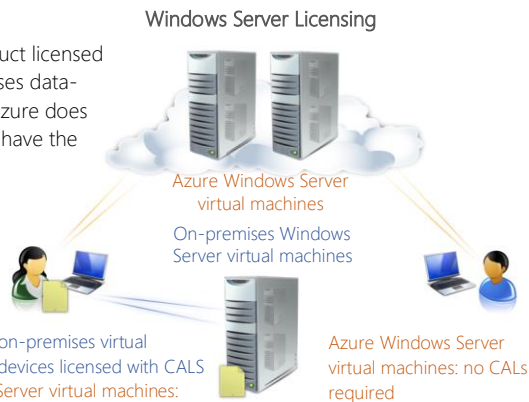 Windows Server Licensing
uct licensed
ses data-
zure does
have the
Azure Windows Server
virtual machines
On-premises Windows
Server virtual machines
on-premises virtual
devices licensed with CALS
Server virtual machines:
Azure Windows Server
virtual machines: no CALs
required